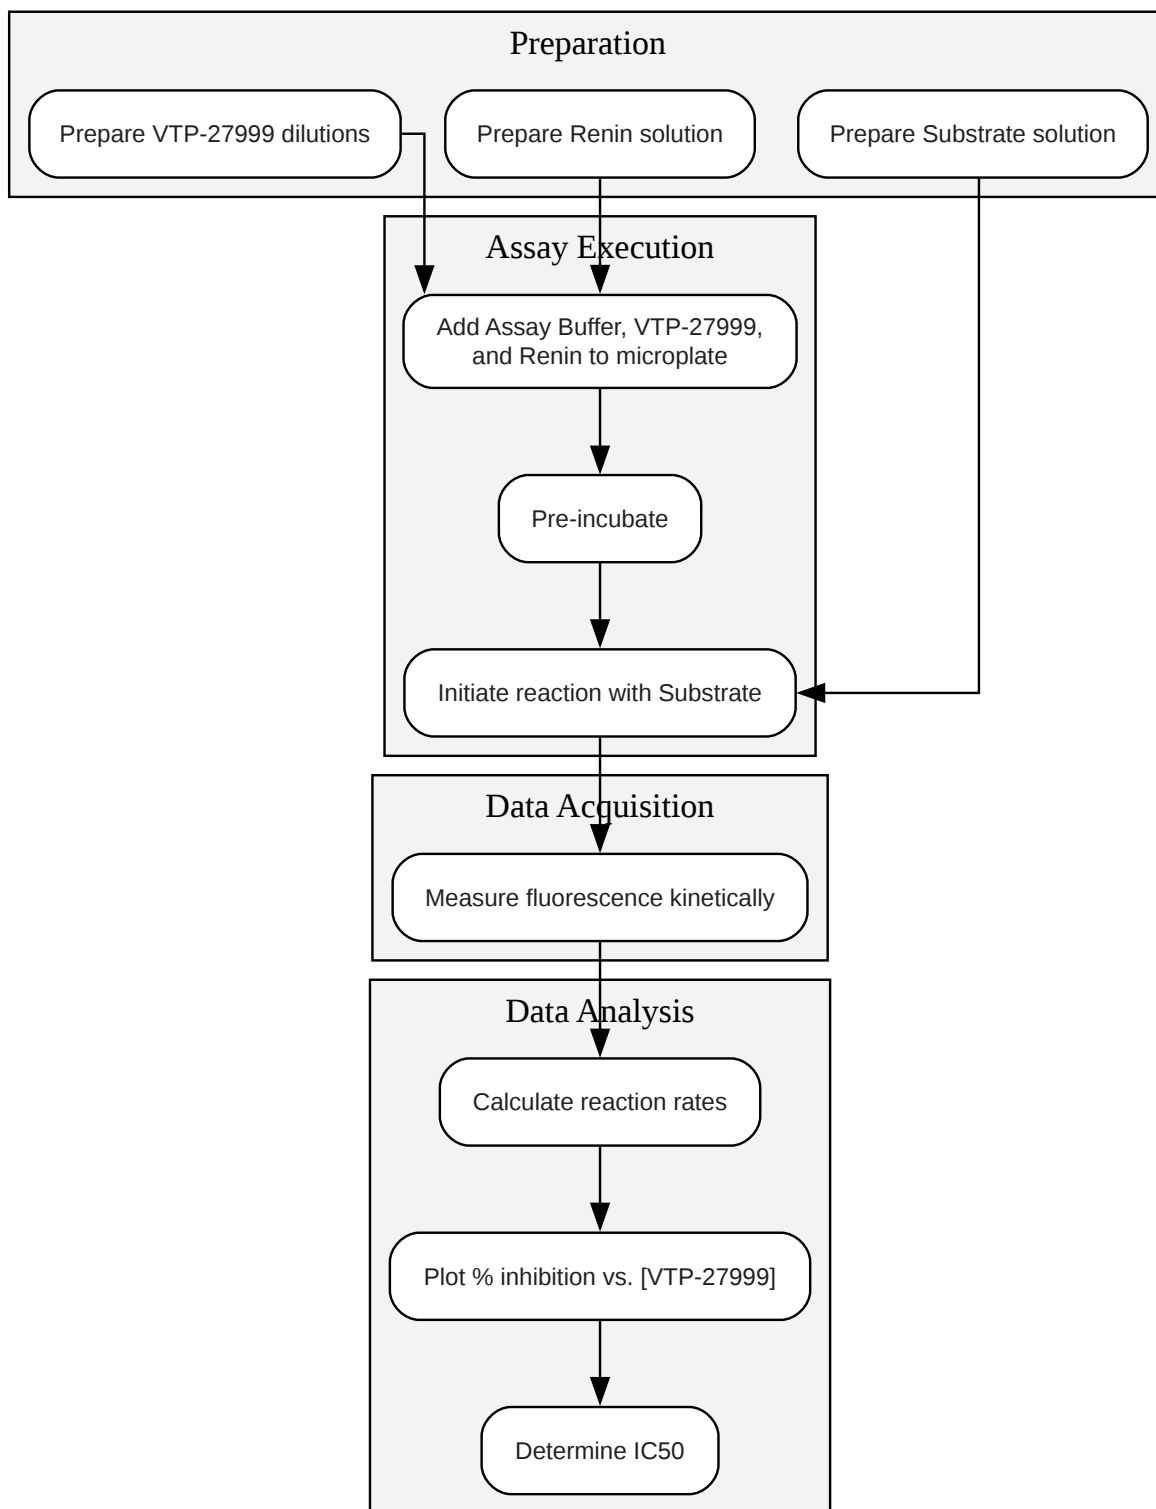 Preparation
Prepare VTP-27999 dilutions
Prepare Renin solution
Prepare Substrate solution
Assay Execution
Add Assay Buffer, VTP-27999,
and Renin to microplate
Pre-incubate
Initiate reaction with Substrate
Data Acquisition
Measure fluorescence kinetically
Data Analysis
Calculate reaction rates
Plot % inhibition vs. [VTP-27999]
Determine IC50